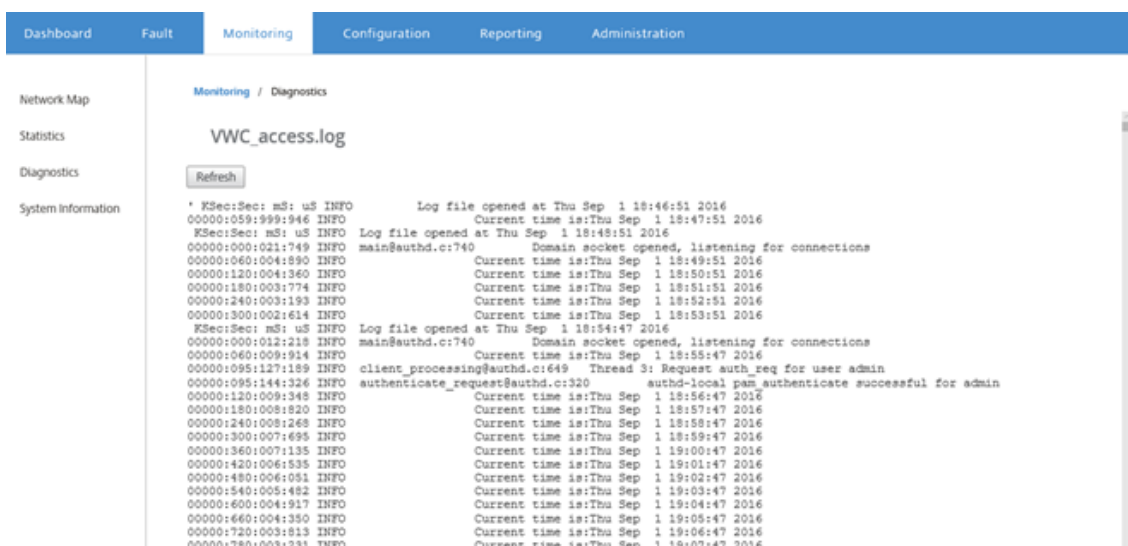 Dashboard Fault Monitoring Configuration Reporting Administration
Network Map
Statistics
Diagnostics
System Information
Monitoring / Diagnostics
VWC_access.log
Refresh
' KSec:Sec: mS: uS INFO Log file opened at Thu Sep 1 18:46:51 2016
00000:059:999:946 INFO Current time is:Thu Sep 1 18:47:51 2016
KSec:Sec: mS: uS INFO Log file opened at Thu Sep 1 18:48:51 2016
00000:000:021:749 INFO main@authd.c:740 Domain socket opened, listening for connections
00000:060:004:890 INFO Current time is:Thu Sep 1 18:49:51 2016
00000:120:004:360 INFO Current time is:Thu Sep 1 18:50:51 2016
00000:180:003:774 INFO Current time is:Thu Sep 1 18:51:51 2016
00000:240:003:193 INFO Current time is:Thu Sep 1 18:52:51 2016
00000:300:002:614 INFO Current time is:Thu Sep 1 18:53:51 2016
KSec:Sec: mS: uS INFO Log file opened at Thu Sep 1 18:54:47 2016
00000:000:012:218 INFO main@authd.c:740 Domain socket opened, listening for connections
00000:060:009:914 INFO Current time is:Thu Sep 1 18:55:47 2016
00000:095:127:189 INFO client_processing@authd.c:649 Thread 3: Request auth_req for user admin
00000:095:144:326 INFO authenticate_request@authd.c:320 authd-local pam_authenticate successful for admin
00000:120:009:348 INFO Current time is:Thu Sep 1 18:56:47 2016
00000:180:008:820 INFO Current time is:Thu Sep 1 18:57:47 2016
00000:240:008:268 INFO Current time is:Thu Sep 1 18:58:47 2016
00000:300:007:695 INFO Current time is:Thu Sep 1 18:59:47 2016
00000:360:007:135 INFO Current time is:Thu Sep 1 19:00:47 2016
00000:420:006:535 INFO Current time is:Thu Sep 1 19:01:47 2016
00000:480:006:051 INFO Current time is:Thu Sep 1 19:02:47 2016
00000:540:005:482 INFO Current time is:Thu Sep 1 19:03:47 2016
00000:600:004:917 INFO Current time is:Thu Sep 1 19:04:47 2016
00000:660:004:350 INFO Current time is:Thu Sep 1 19:05:47 2016
00000:720:003:813 INFO Current time is:Thu Sep 1 19:06:47 2016
00000:780:003:231 INFO Current time is:Thu Sep 1 19:07:47 2016